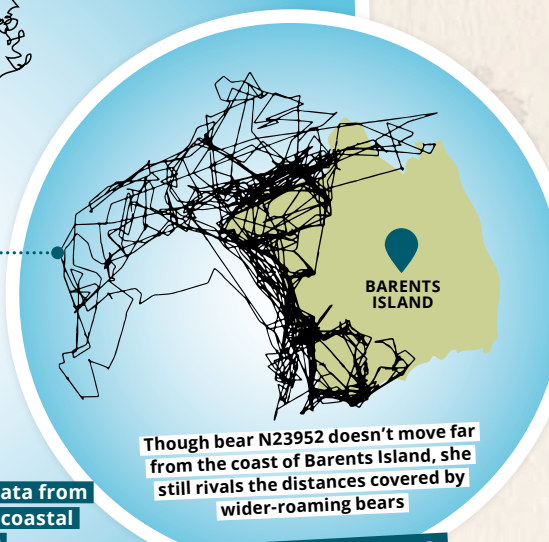 BARENTS
ISLAND
Though bear N23952 doesn't move far
from the coast of Barents Island, she
still rivals the distances covered by
wider-roaming bears
ata from
coastal